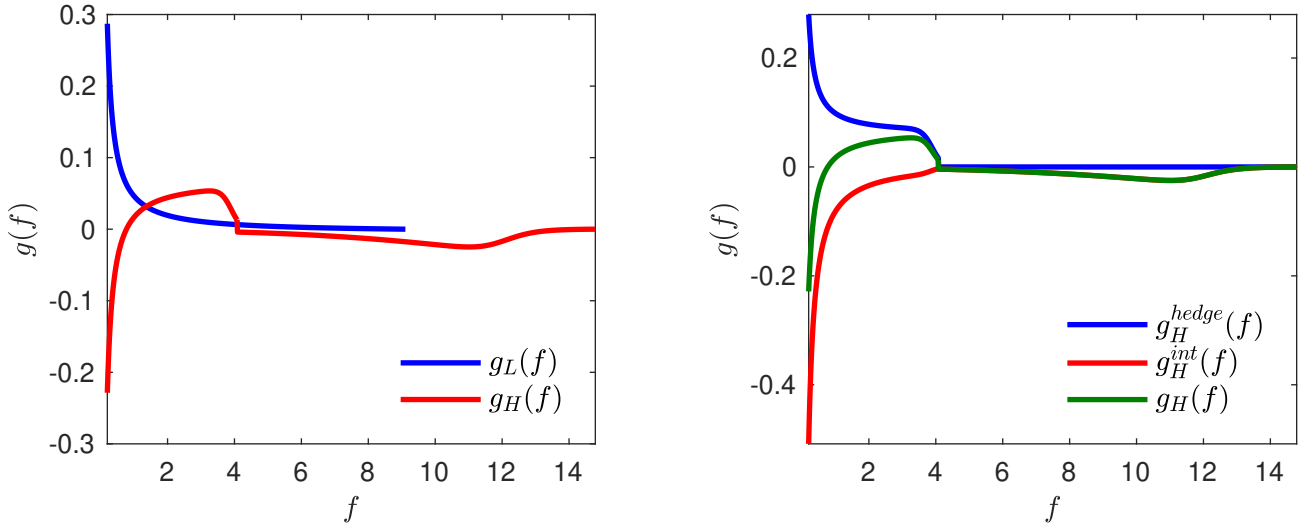 0.3
0.2
0.1
0
-0.1
-0.2
-0.3
g(f)
2 4 6 8 10 12 14
f
g_L(f)
g_H(f)
0.2
0
-0.2
-0.4
g(f)
2 4 6 8 10 12 14
f
g_H^{hedge}(f)
g_H^{int}(f)
g_H(f)